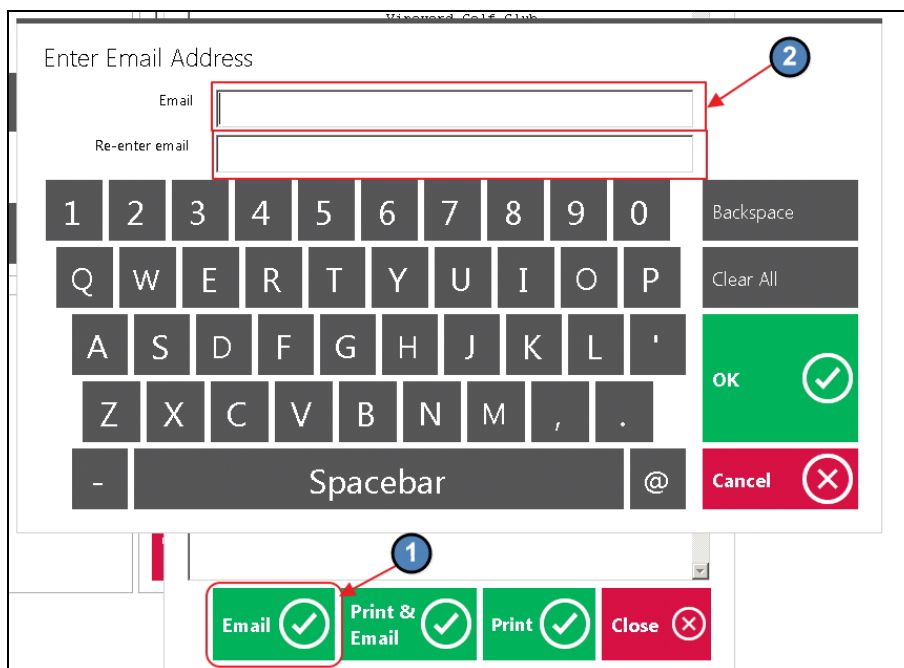 Vineyard Golf Club
Enter Email Address
2
Email
Re-enter email
1 2 3 4 5 6 7 8 9 0 Backspace
Q W E R T Y U I O P Clear All
A S D F G H J K L '
OK
Z X C V B N M , .
- Spacebar @ Cancel
1
Email Print & Email Print Close